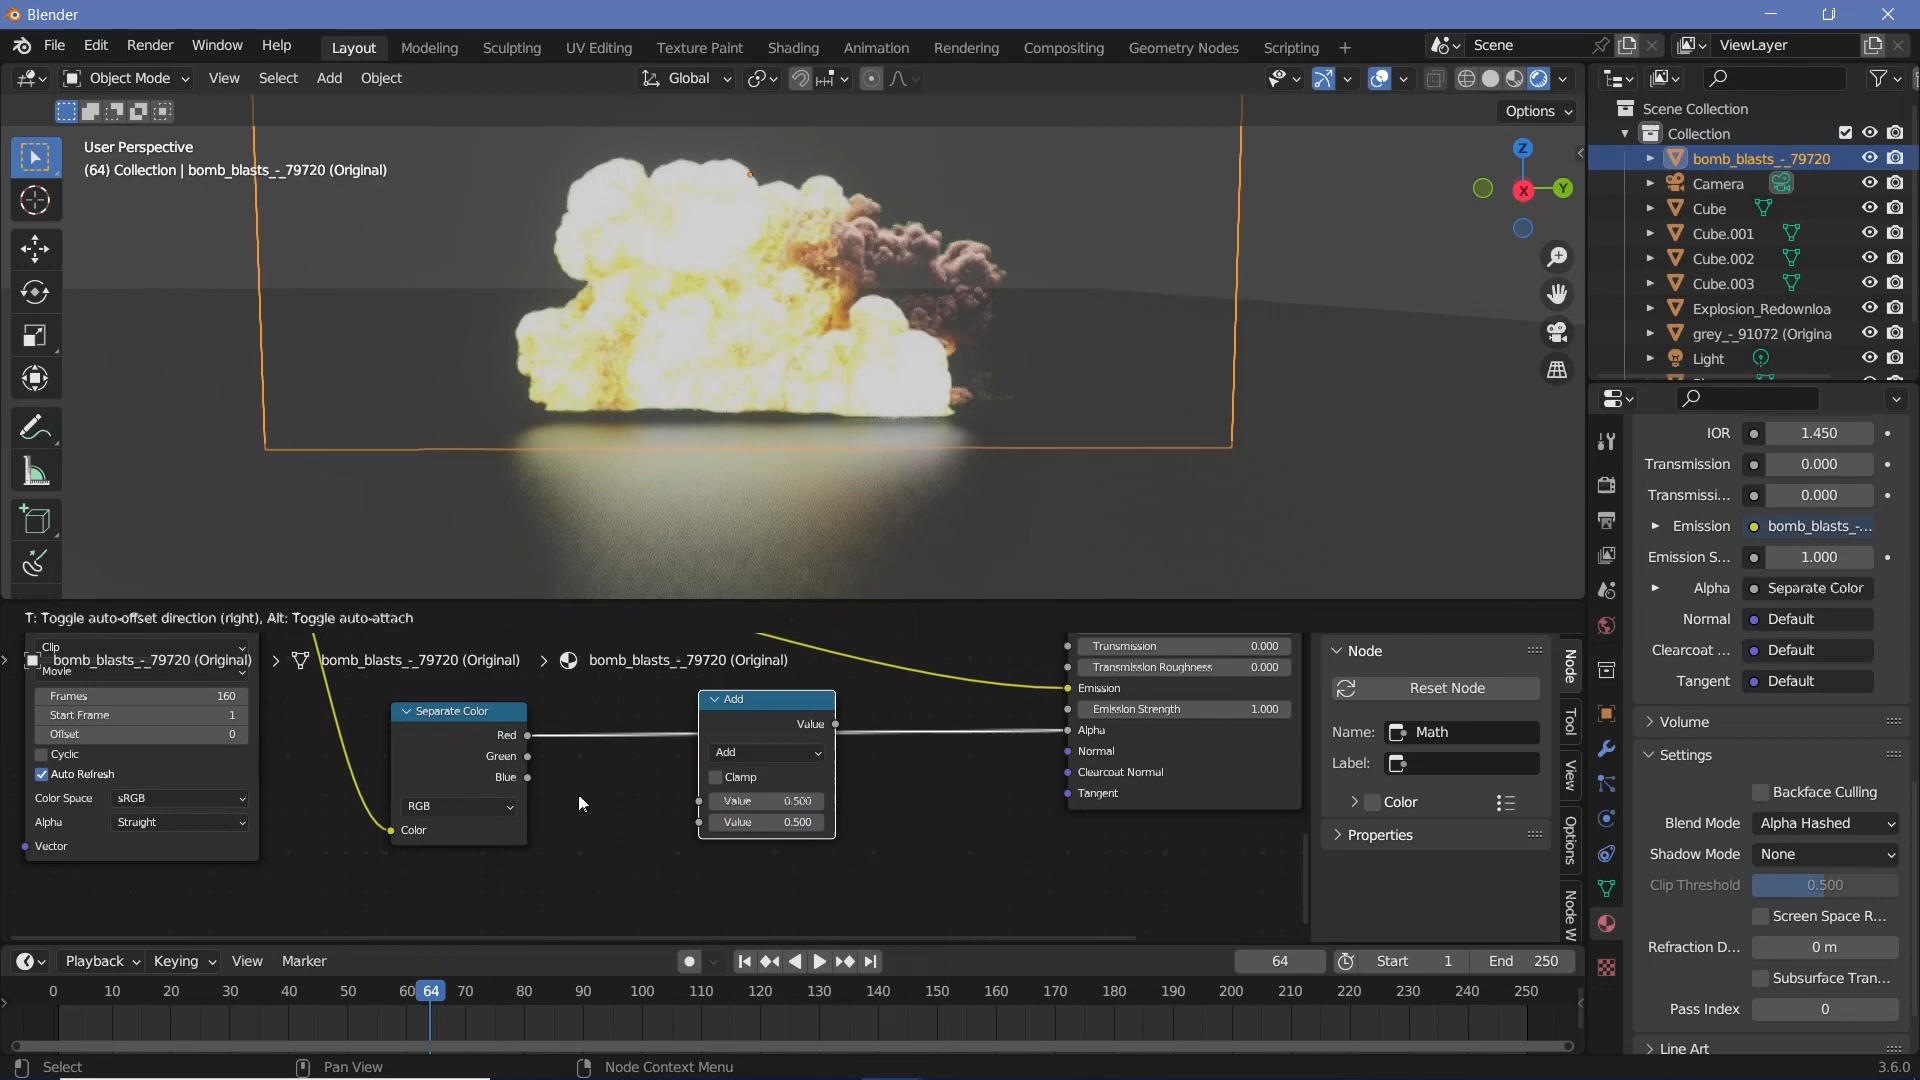 Blender
File Edit Render Window Help
Layout Modeling Sculpting UV Editing Texture Paint Shading Animation Rendering Compositing Geometry Nodes Scripting
Scene
ViewLayer
Object Mode View Select Add Object
Global
Options
User Perspective
(64) Collection | bomb_blasts_-_79720 (Original)
Z
X
Y
Scene Collection
Collection
bomb_blasts_-_79720
Camera
Cube
Cube.001
Cube.002
Cube.003
Explosion_Redownloa
grey_-_91072 (Origina
Light
IOR 1.450
Transmission 0.000
Transmissi... 0.000
Emission bomb_blasts_-...
Emission S... 1.000
Alpha Separate Color
Normal Default
Clearcoat ... Default
Tangent Default
Volume
Settings
Backface Culling
Blend Mode Alpha Hashed
Shadow Mode None
Clip Threshold 0.500
Screen Space R...
Refraction D... 0 m
Subsurface Tran...
Pass Index 0
Line Art
T: Toggle auto-offset direction (right), Alt: Toggle auto-attach
bomb_blasts_-_79720 (Original) bomb_blasts_-_79720 (Original) bomb_blasts_-_79720 (Original)
Clip
Movie
Frames 160
Start Frame 1
Offset 0
Cyclic
Auto Refresh
Color Space sRGB
Alpha Straight
Vector
Separate Color
Red
Green
Blue
RGB
Color
Add
Value
Add
Clamp
Value 0.500
Value 0.500
Transmission 0.000
Transmission Roughness 0.000
Emission
Emission Strength 1.000
Alpha
Normal
Clearcoat Normal
Tangent
Node
Reset Node
Name: Math
Label:
Color
Properties
Node
Tool
View
Options
Node W
Playback Keying View Marker
64
Start 1 End 250
0 10 20 30 40 50 60 64 70 80 90 100 110 120 130 140 150 160 170 180 190 200 210 220 230 240 250
Select Pan View Node Context Menu
3.6.0